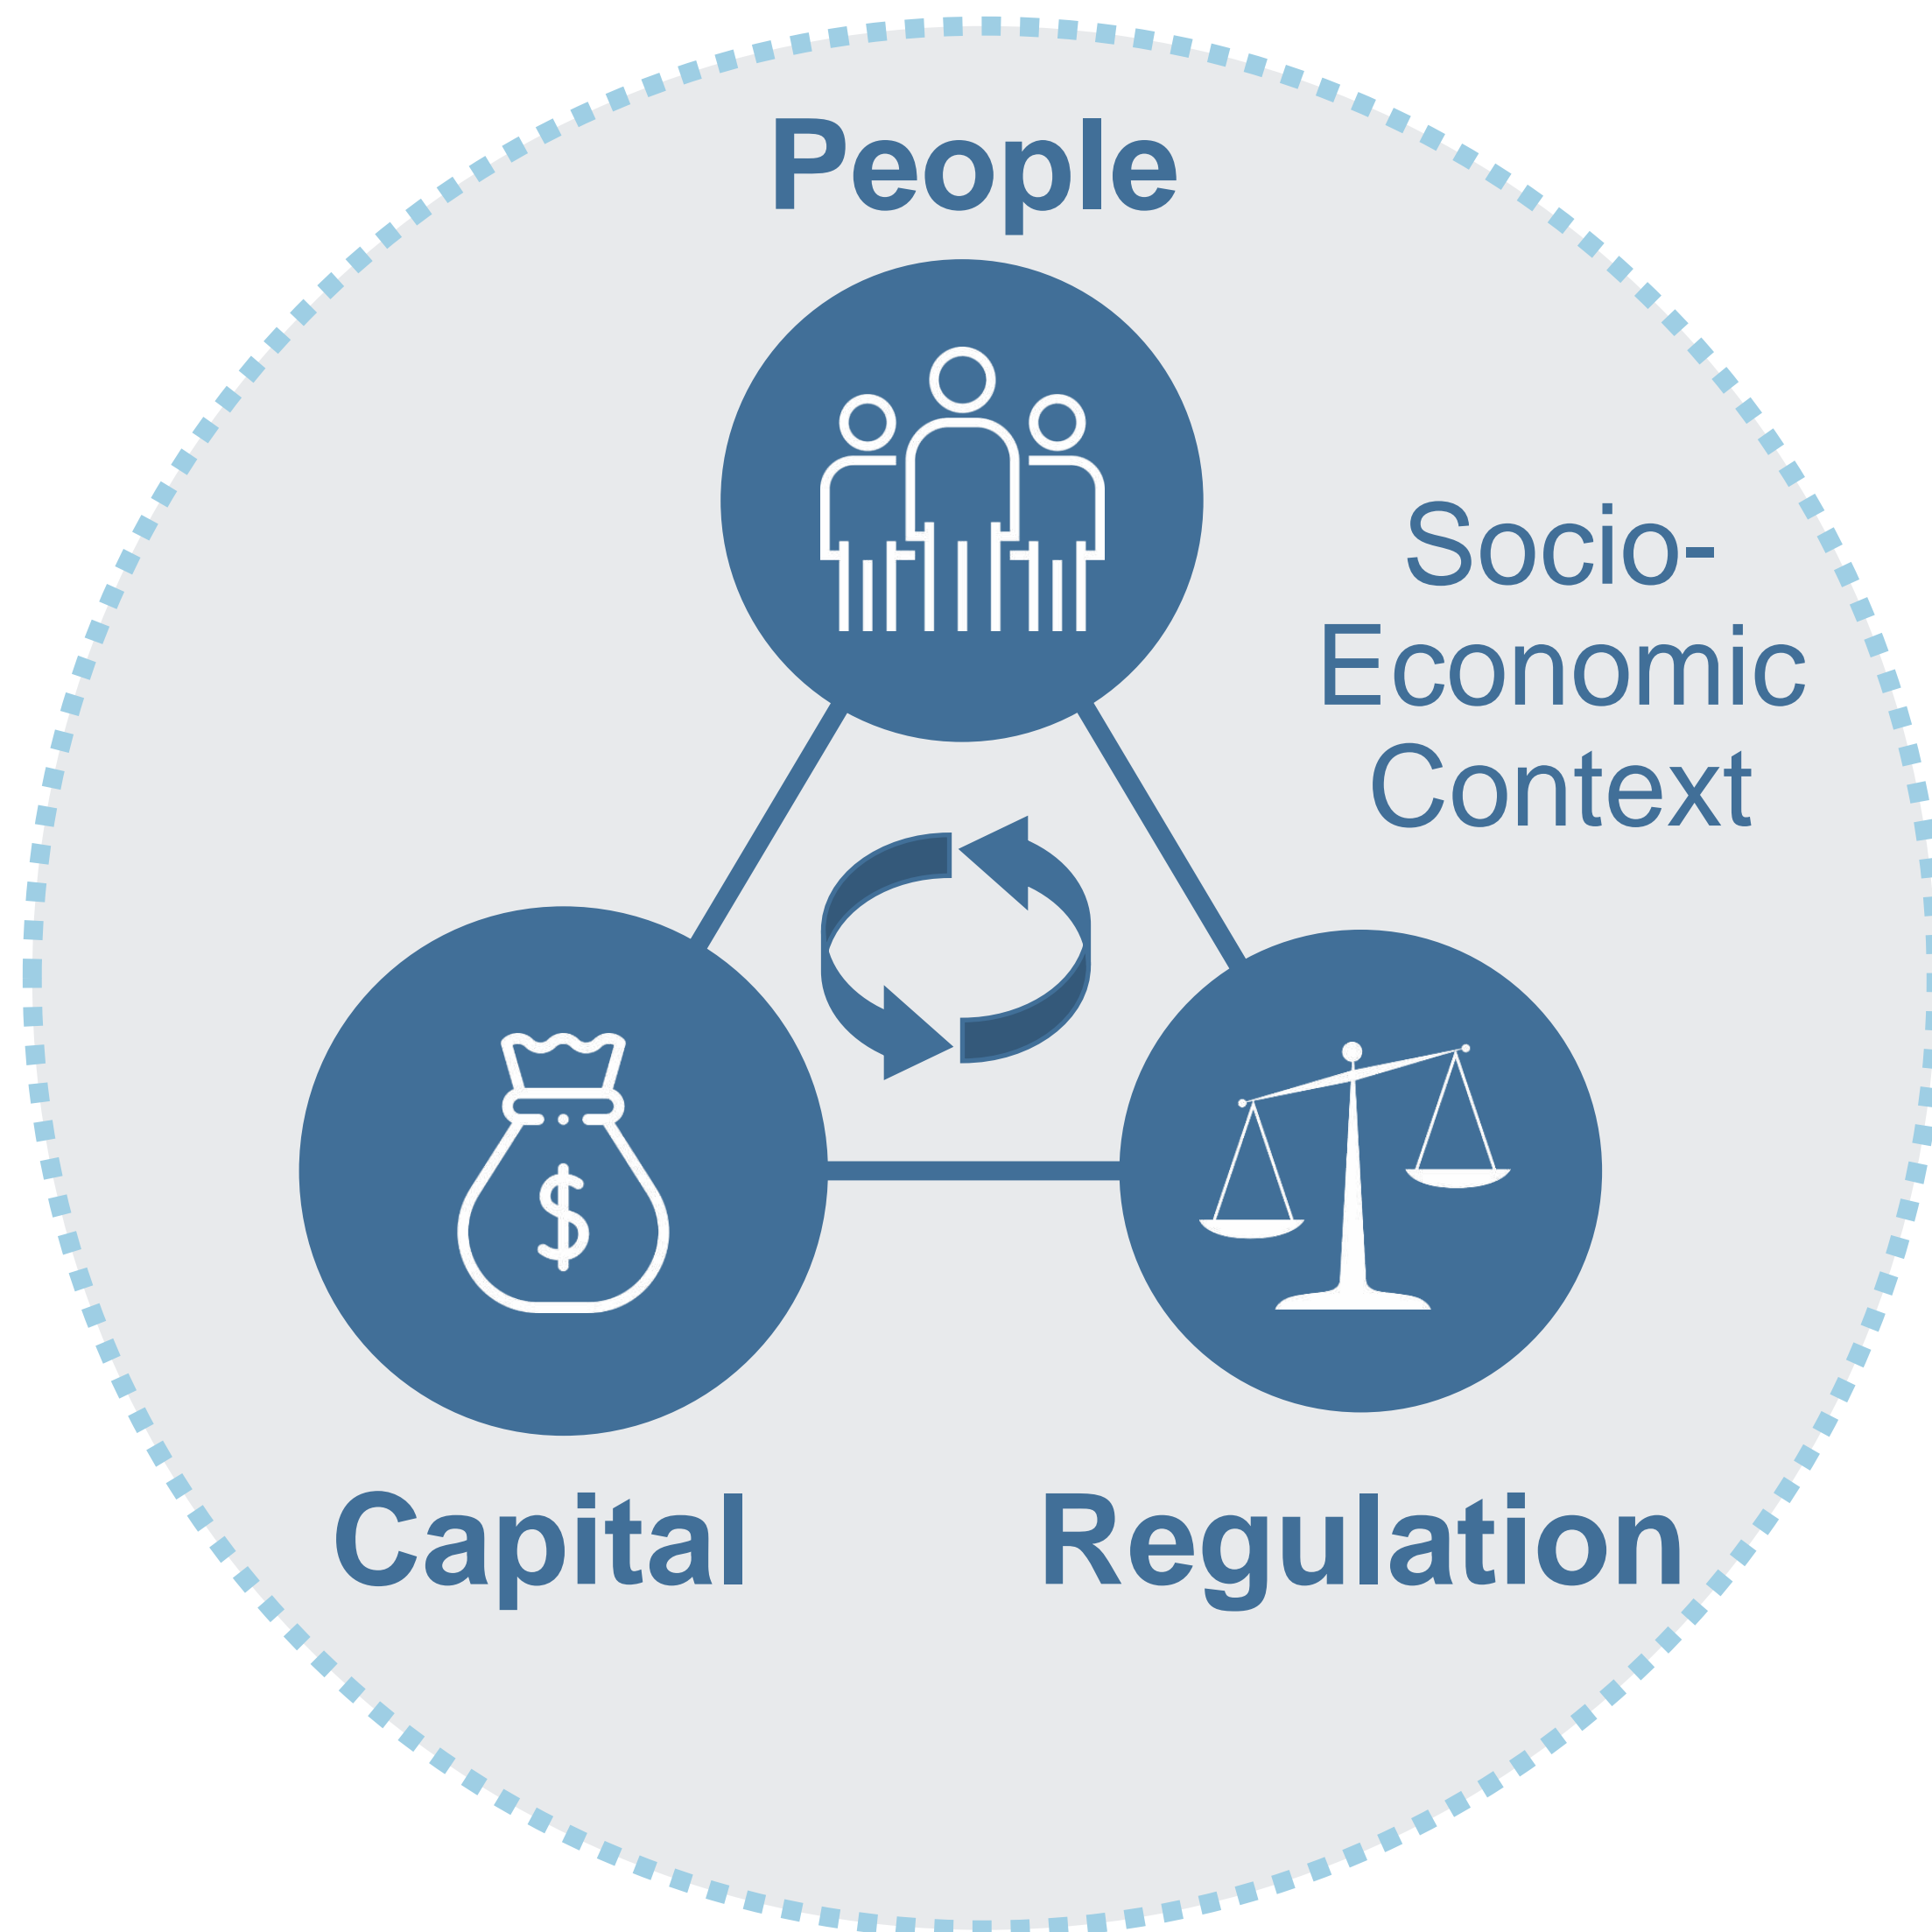 People
Socio-
Economic
Context
$
Capital
Regulation